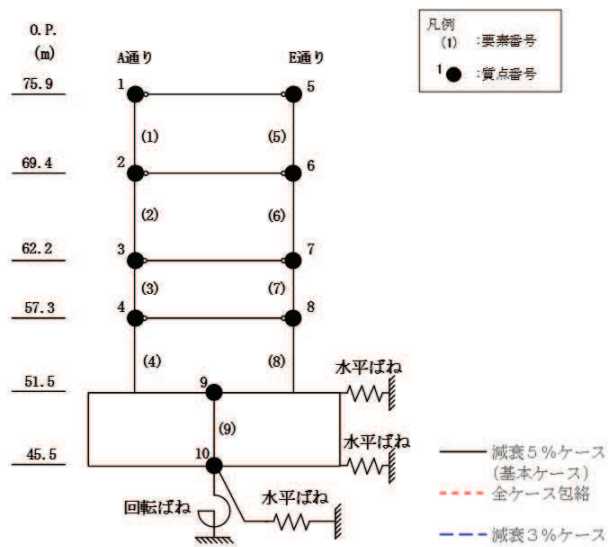 O.P.
(m)
A通り
E通り
凡例
(1) :要素番号
1 :質点番号
75.9
1
5
(1)
(5)
69.4
2
6
(2)
(6)
62.2
3
7
(3)
(7)
57.3
4
8
(4)
(8)
水平ばね
51.5
9
(9)
水平ばね
45.5
10
回転ばね
水平ばね
減衰5%ケース
(基本ケース)
全ケース包絡
減衰3%ケース